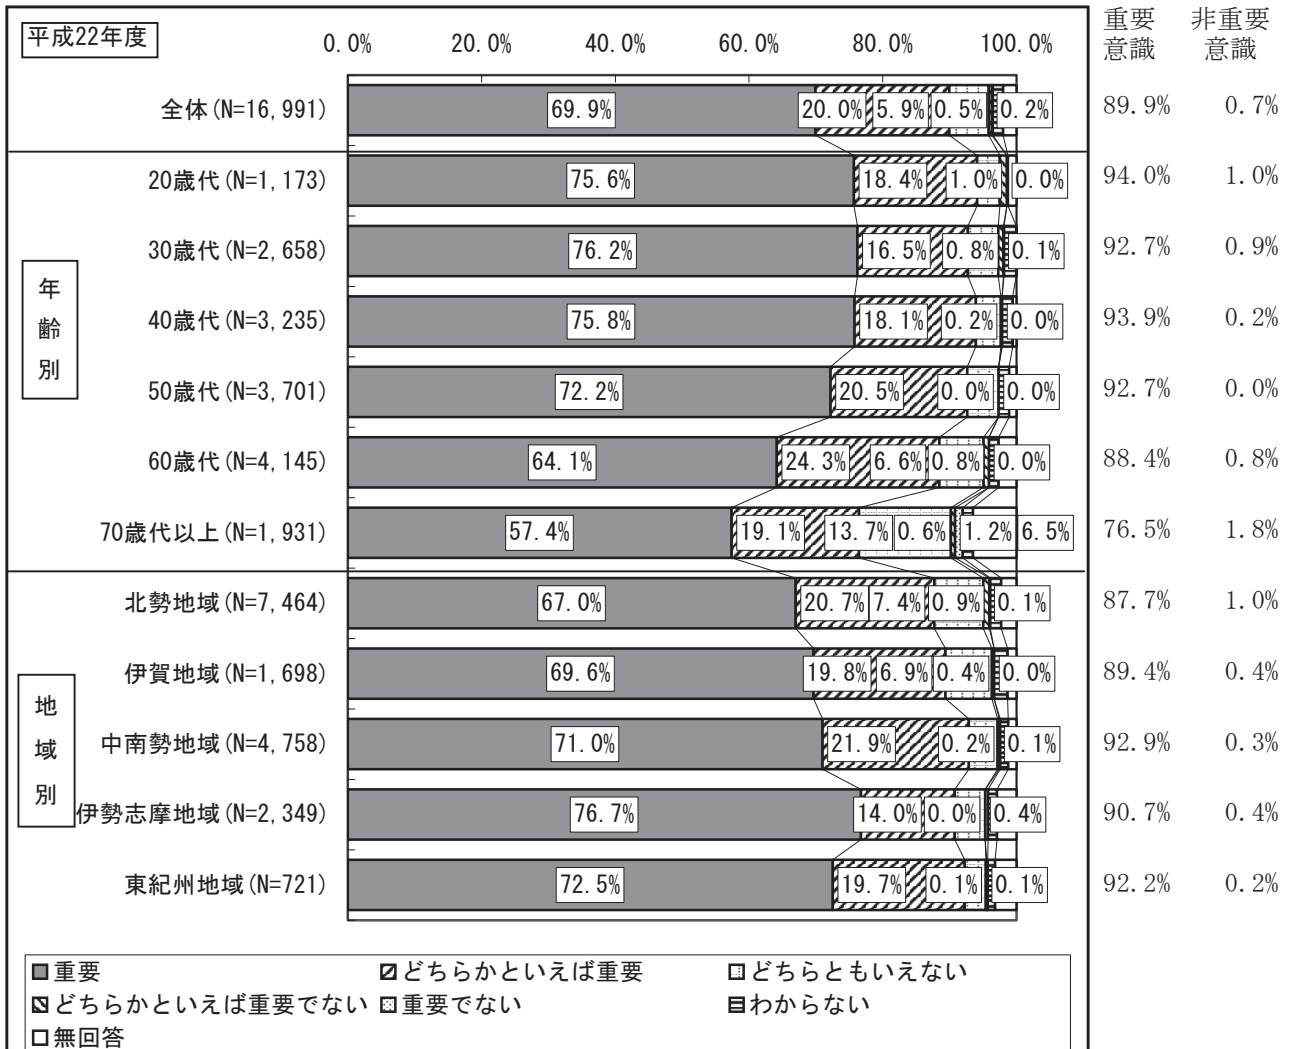 重要 非重要
平成22年度 0.0% 20.0% 40.0% 60.0% 80.0% 100.0% 意識 意識
全体(N=16,991) 69.9% 20.0% 5.9% 0.5% 0.2% 89.9% 0.7%
年齢別
20歳代(N=1,173) 75.6% 18.4% 1.0% 0.0% 94.0% 1.0%
30歳代(N=2,658) 76.2% 16.5% 0.8% 0.1% 92.7% 0.9%
40歳代(N=3,235) 75.8% 18.1% 0.2% 0.0% 93.9% 0.2%
50歳代(N=3,701) 72.2% 20.5% 0.0% 0.0% 92.7% 0.0%
60歳代(N=4,145) 64.1% 24.3% 6.6% 0.8% 0.0% 88.4% 0.8%
70歳代以上(N=1,931) 57.4% 19.1% 13.7% 0.6% 1.2% 6.5% 76.5% 1.8%
地域別
北勢地域(N=7,464) 67.0% 20.7% 7.4% 0.9% 0.1% 87.7% 1.0%
伊賀地域(N=1,698) 69.6% 19.8% 6.9% 0.4% 0.0% 89.4% 0.4%
中南勢地域(N=4,758) 71.0% 21.9% 0.2% 0.1% 92.9% 0.3%
伊勢志摩地域(N=2,349) 76.7% 14.0% 0.0% 0.4% 90.7% 0.4%
東紀州地域(N=721) 72.5% 19.7% 0.1% 0.1% 92.2% 0.2%
重要 どちらかといえば重要 どちらともいえない
どちらかといえば重要でない 重要でない わからない
無回答